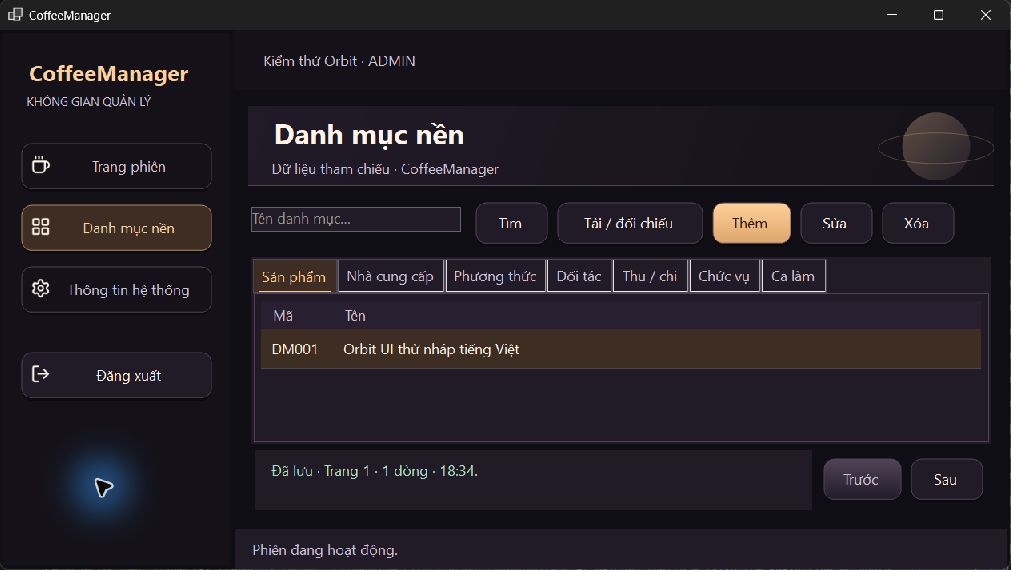 CoffeeManager
CoffeeManager
KHÔNG GIAN QUẢN LÝ
Trang phiên
Danh mục nền
Thông tin hệ thống
Đăng xuất
Kiểm thử Orbit · ADMIN
Danh mục nền
Dữ liệu tham chiếu · CoffeeManager
Tên danh mục... Tìm Tải / đối chiếu Thêm Sửa Xóa
Sản phẩm Nhà cung cấp Phương thức Đối tác Thu / chi Chức vụ Ca làm
Mã Tên
DM001 Orbit UI thử nháp tiếng Việt
Đã lưu · Trang 1 · 1 dòng · 18:34.
Trước Sau
Phiên đang hoạt động.